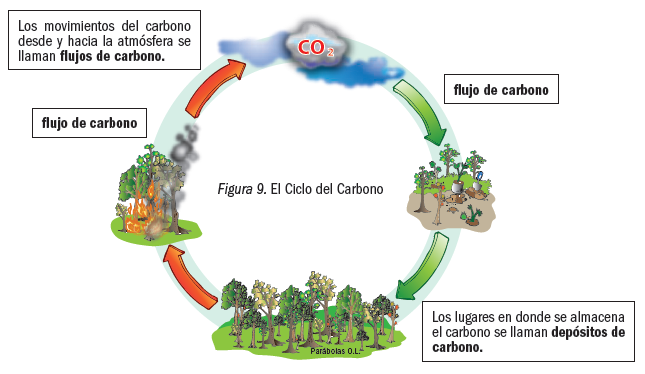 Los movimientos del carbono
desde y hacia la atmósfera se
llaman flujos de carbono.
CO2
flujo de carbono
flujo de carbono
Figura 9. El Ciclo del Carbono
Los lugares en donde se almacena
el carbono se llaman depósitos de
carbono.
Parábolas O.L.